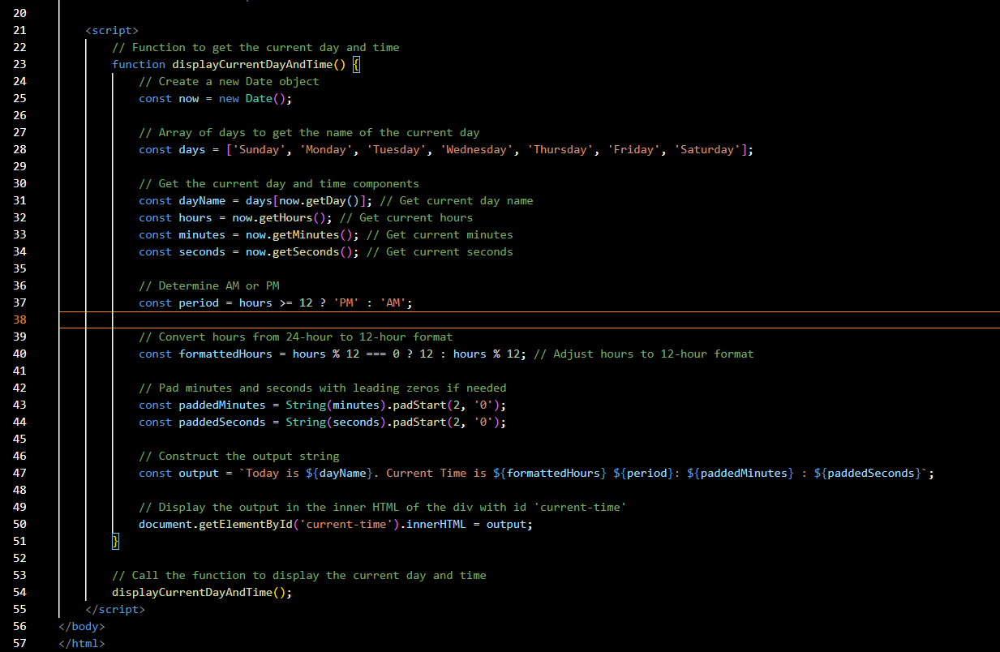 20
21 <script>
22 // Function to get the current day and time
23 function displayCurrentDayAndTime() {
24 // Create a new Date object
25 const now = new Date();
26
27 // Array of days to get the name of the current day
28 const days = ['Sunday', 'Monday', 'Tuesday', 'Wednesday', 'Thursday', 'Friday', 'Saturday'];
29
30 // Get the current day and time components
31 const dayName = days[now.getDay()]; // Get current day name
32 const hours = now.getHours(); // Get current hours
33 const minutes = now.getMinutes(); // Get current minutes
34 const seconds = now.getSeconds(); // Get current seconds
35
36 // Determine AM or PM
37 const period = hours >= 12 ? 'PM' : 'AM';
38
39 // Convert hours from 24-hour to 12-hour format
40 const formattedHours = hours % 12 === 0 ? 12 : hours % 12; // Adjust hours to 12-hour format
41
42 // Pad minutes and seconds with leading zeros if needed
43 const paddedMinutes = String(minutes).padStart(2, '0');
44 const paddedSeconds = String(seconds).padStart(2, '0');
45
46 // Construct the output string
47 const output = `Today is ${dayName}. Current Time is ${formattedHours} ${period}: ${paddedMinutes} : ${paddedSeconds}`;
48
49 // Display the output in the inner HTML of the div with id 'current-time'
50 document.getElementById('current-time').innerHTML = output;
51 }
52
53 // Call the function to display the current day and time
54 displayCurrentDayAndTime();
55 </script>
56 </body>
57 </html>